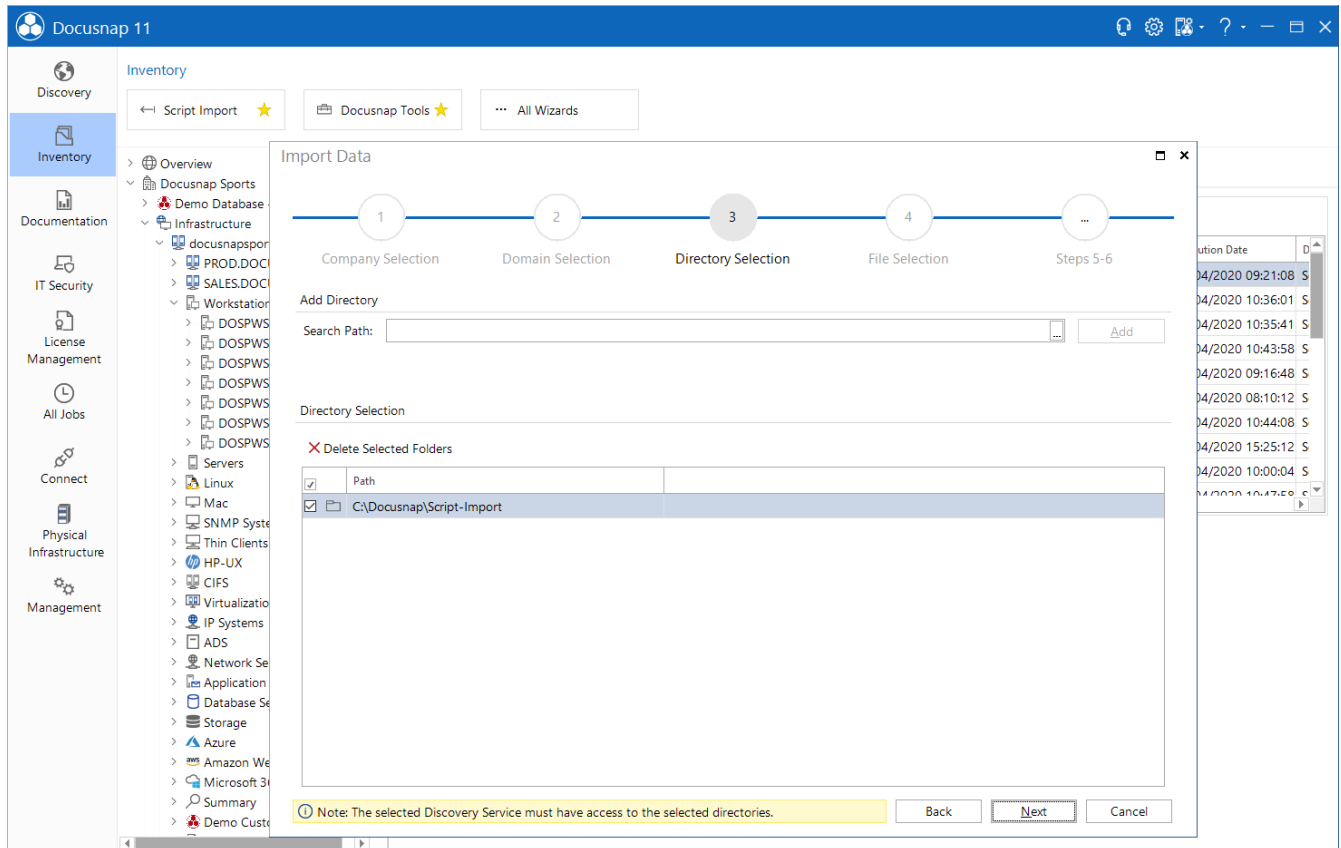 Docusnap 11
Discovery
Inventory
Documentation
IT Security
License
Management
All Jobs
Connect
Physical
Infrastructure
Management
Inventory
Script Import
Docusnap Tools
... All Wizards
Overview
Docusnap Sports
Demo Database
Infrastructure
docusnapspor
PROD.DOC
SALES.DOC
Workstation
DOSPWS
DOSPWS
DOSPWS
DOSPWS
DOSPWS
DOSPWS
DOSPWS
Servers
Linux
Mac
SNMP Syste
Thin Clients
HP-UX
CIFS
Virtualizatio
IP Systems
ADS
Network Se
Application
Database Se
Storage
Azure
aws Amazon We
Microsoft 3
Summary
Demo Custo
Import Data
1
2
3
4
...
Company Selection
Domain Selection
Directory Selection
File Selection
Steps 5-6
Add Directory
Search Path:
...
Add
Directory Selection
Delete Selected Folders
Path
C:\Docusnap\Script-Import
Note: The selected Discovery Service must have access to the selected directories.
Back
Next
Cancel
ution Date D
04/2020 09:21:08 S
04/2020 10:36:01 S
04/2020 10:35:41 S
04/2020 10:43:58 S
04/2020 09:16:48 S
04/2020 08:10:12 S
04/2020 10:44:08 S
04/2020 15:25:12 S
04/2020 10:00:04 S
04/2020 10:47:58 S